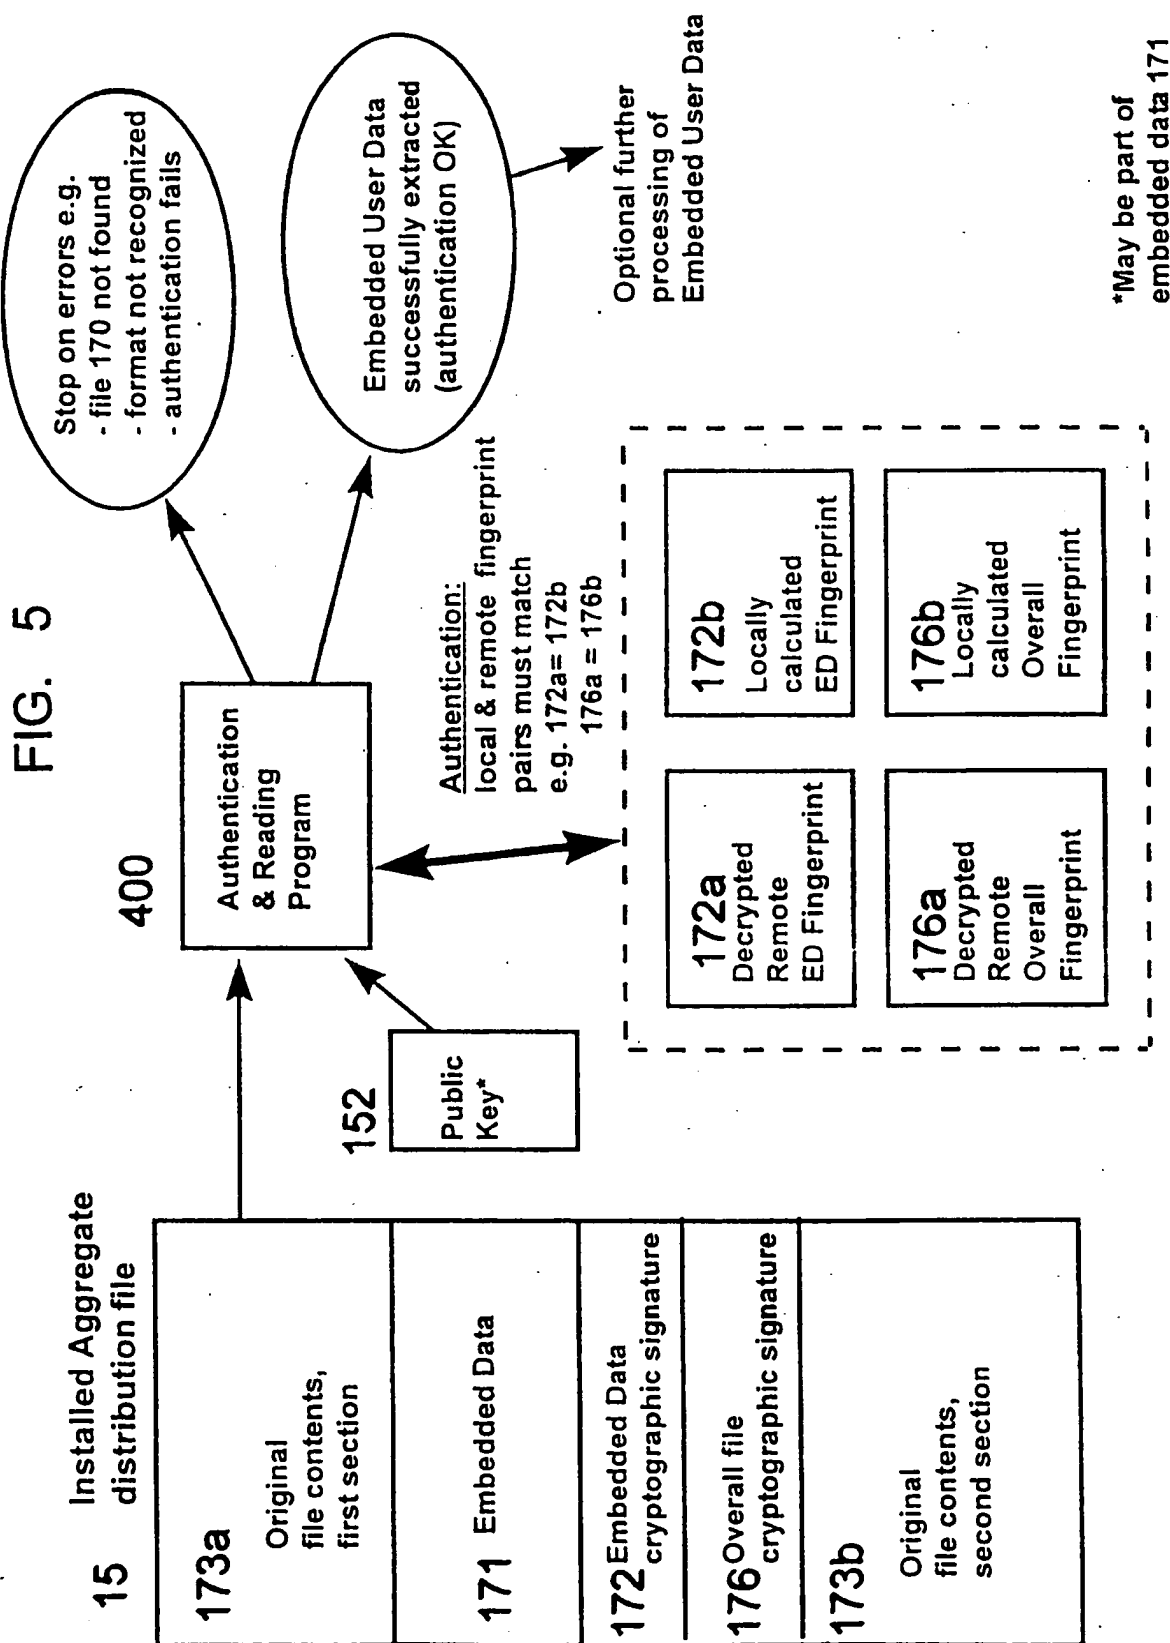 FIG. 5
15
Installed Aggregate
distribution file
173a
Original
file contents,
first section
171 Embedded Data
172 Embedded Data
cryptographic signature
176 Overall file
cryptographic signature
173b
Original
file contents,
second section
152
Public
Key*
400
Authentication
& Reading
Program
Stop on errors e.g.
- file 170 not found
- format not recognized
- authentication fails
Embedded User Data
successfully extracted
(authentication OK)
Optional further
processing of
Embedded User Data
Authentication:
local & remote fingerprint
pairs must match
e.g. 172a= 172b
176a = 176b
172a
Decrypted
Remote
ED Fingerprint
172b
Locally
calculated
ED Fingerprint
176a
Decrypted
Remote
Overall
Fingerprint
176b
Locally
calculated
Overall
Fingerprint
*May be part of
embedded data 171